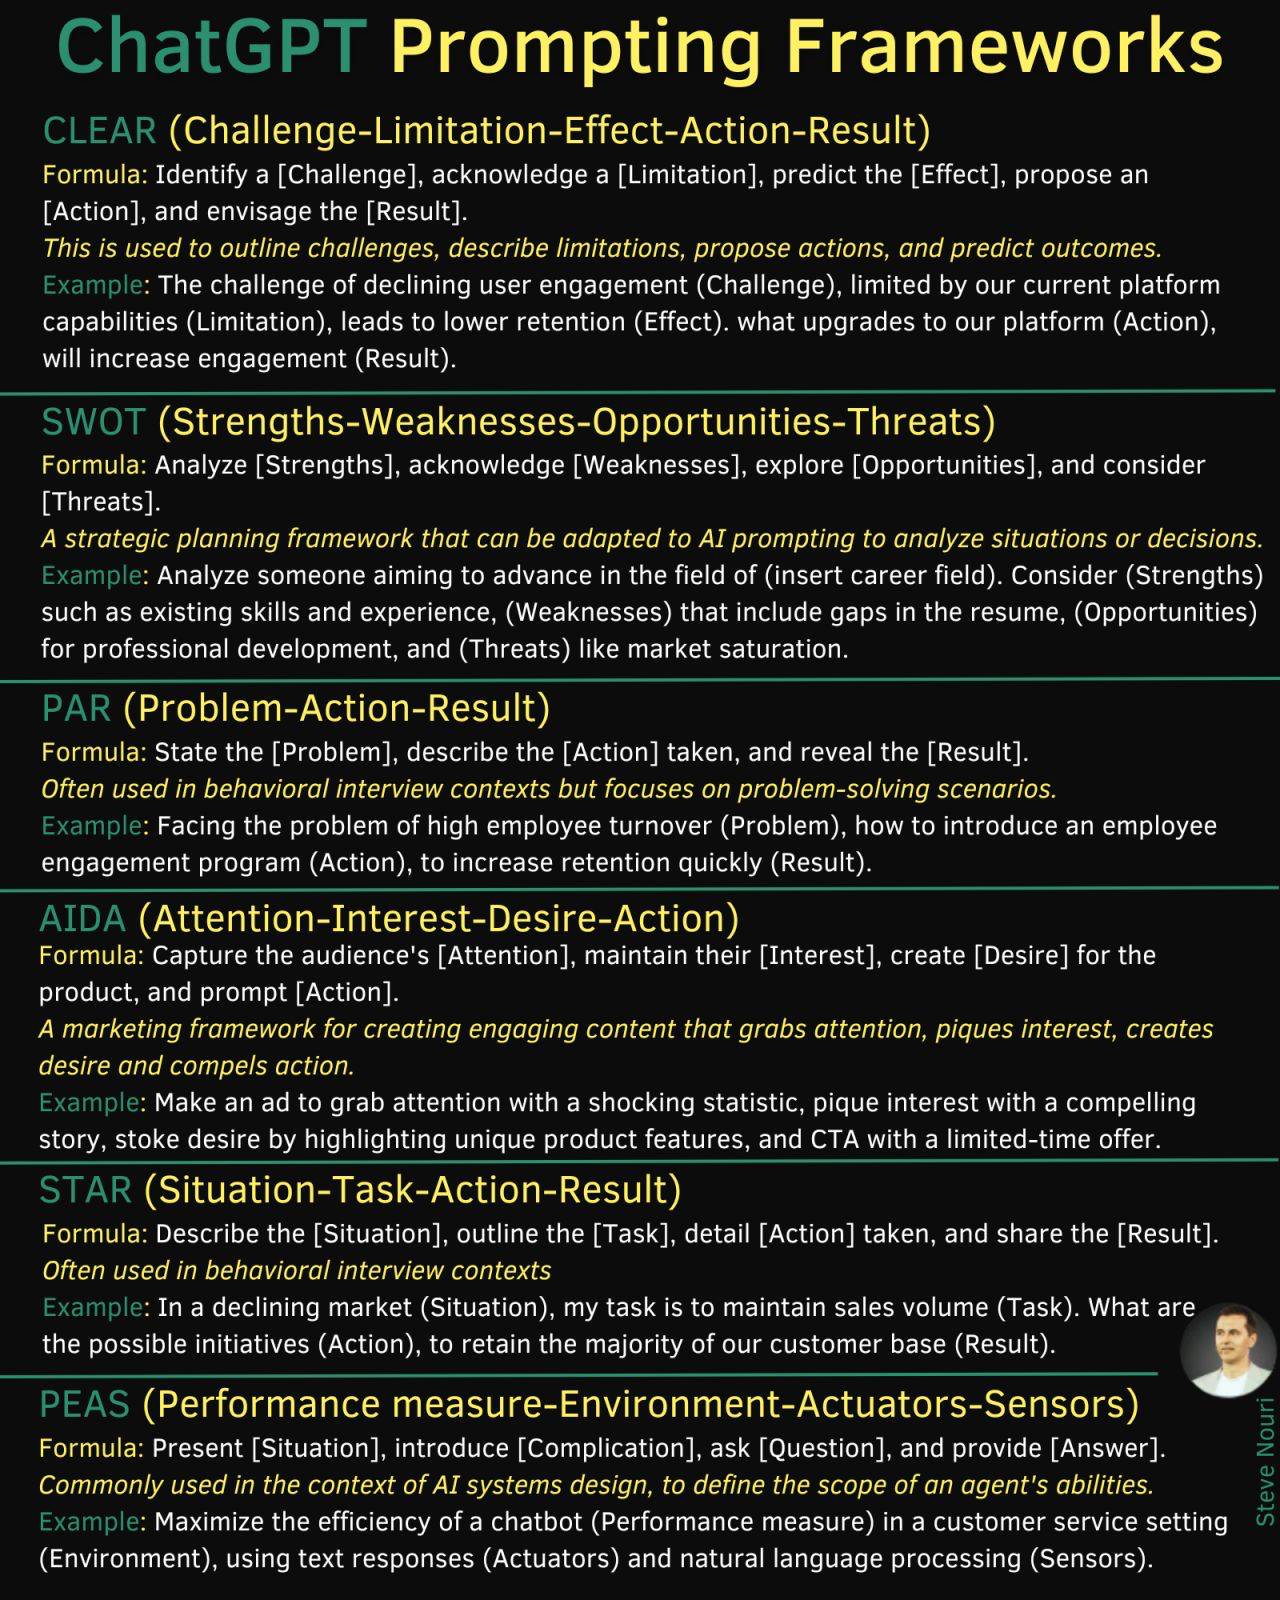 ChatGPT Prompting Frameworks
CLEAR (Challenge-Limitation-Effect-Action-Result)
Formula: Identify a [Challenge], acknowledge a [Limitation], predict the [Effect], propose an
[Action], and envisage the [Result].
This is used to outline challenges, describe limitations, propose actions, and predict outcomes.
Example: The challenge of declining user engagement (Challenge), limited by our current platform
capabilities (Limitation), leads to lower retention (Effect). what upgrades to our platform (Action),
will increase engagement (Result).
SWOT (Strengths-Weaknesses-Opportunities-Threats)
Formula: Analyze [Strengths], acknowledge [Weaknesses], explore [Opportunities], and consider
[Threats].
A strategic planning framework that can be adapted to AI prompting to analyze situations or decisions.
Example: Analyze someone aiming to advance in the field of (insert career field). Consider (Strengths)
such as existing skills and experience, (Weaknesses) that include gaps in the resume, (Opportunities)
for professional development, and (Threats) like market saturation.
PAR (Problem-Action-Result)
Formula: State the [Problem], describe the [Action] taken, and reveal the [Result].
Often used in behavioral interview contexts but focuses on problem-solving scenarios.
Example: Facing the problem of high employee turnover (Problem), how to introduce an employee
engagement program (Action), to increase retention quickly (Result).
AIDA (Attention-Interest-Desire-Action)
Formula: Capture the audience's [Attention], maintain their [Interest], create [Desire] for the
product, and prompt [Action].
A marketing framework for creating engaging content that grabs attention, piques interest, creates
desire and compels action.
Example: Make an ad to grab attention with a shocking statistic, pique interest with a compelling
story, stoke desire by highlighting unique product features, and CTA with a limited-time offer.
STAR (Situation-Task-Action-Result)
Formula: Describe the [Situation], outline the [Task], detail [Action] taken, and share the [Result].
Often used in behavioral interview contexts
Example: In a declining market (Situation), my task is to maintain sales volume (Task). What are
the possible initiatives (Action), to retain the majority of our customer base (Result).
PEAS (Performance measure-Environment-Actuators-Sensors)
Formula: Present [Situation], introduce [Complication], ask [Question], and provide [Answer].
Commonly used in the context of AI systems design, to define the scope of an agent's abilities.
Example: Maximize the efficiency of a chatbot (Performance measure) in a customer service setting
(Environment), using text responses (Actuators) and natural language processing (Sensors).
Steve Nouri